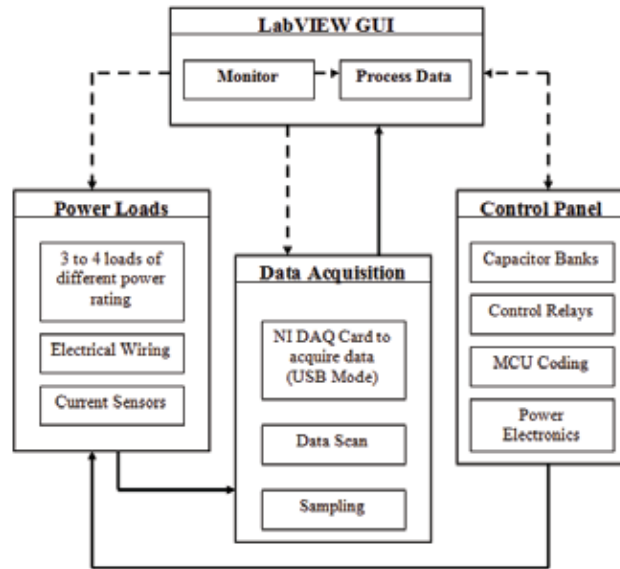 LabVIEW GUI
Monitor
Process Data
Power Loads
3 to 4 loads of
different power
rating
Electrical Wiring
Current Sensors
Data Acquisition
NI DAQ Card to
acquire data
(USB Mode)
Data Scan
Sampling
Control Panel
Capacitor Banks
Control Relays
MCU Coding
Power
Electronics